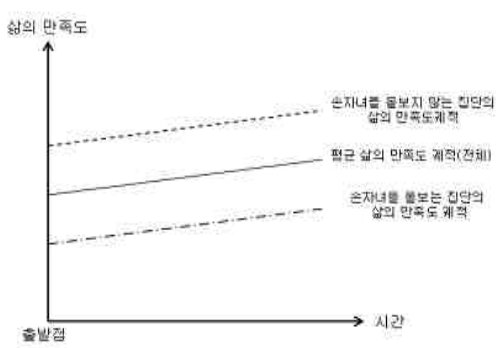 삶의 만족도
손자녀를 돌보지 않는 집단의
삶의 만족도궤적
평균 삶의 만족도 궤적(전체)
손자녀를 돌보는 집단의
삶의 만족도 궤적
시간
출발점